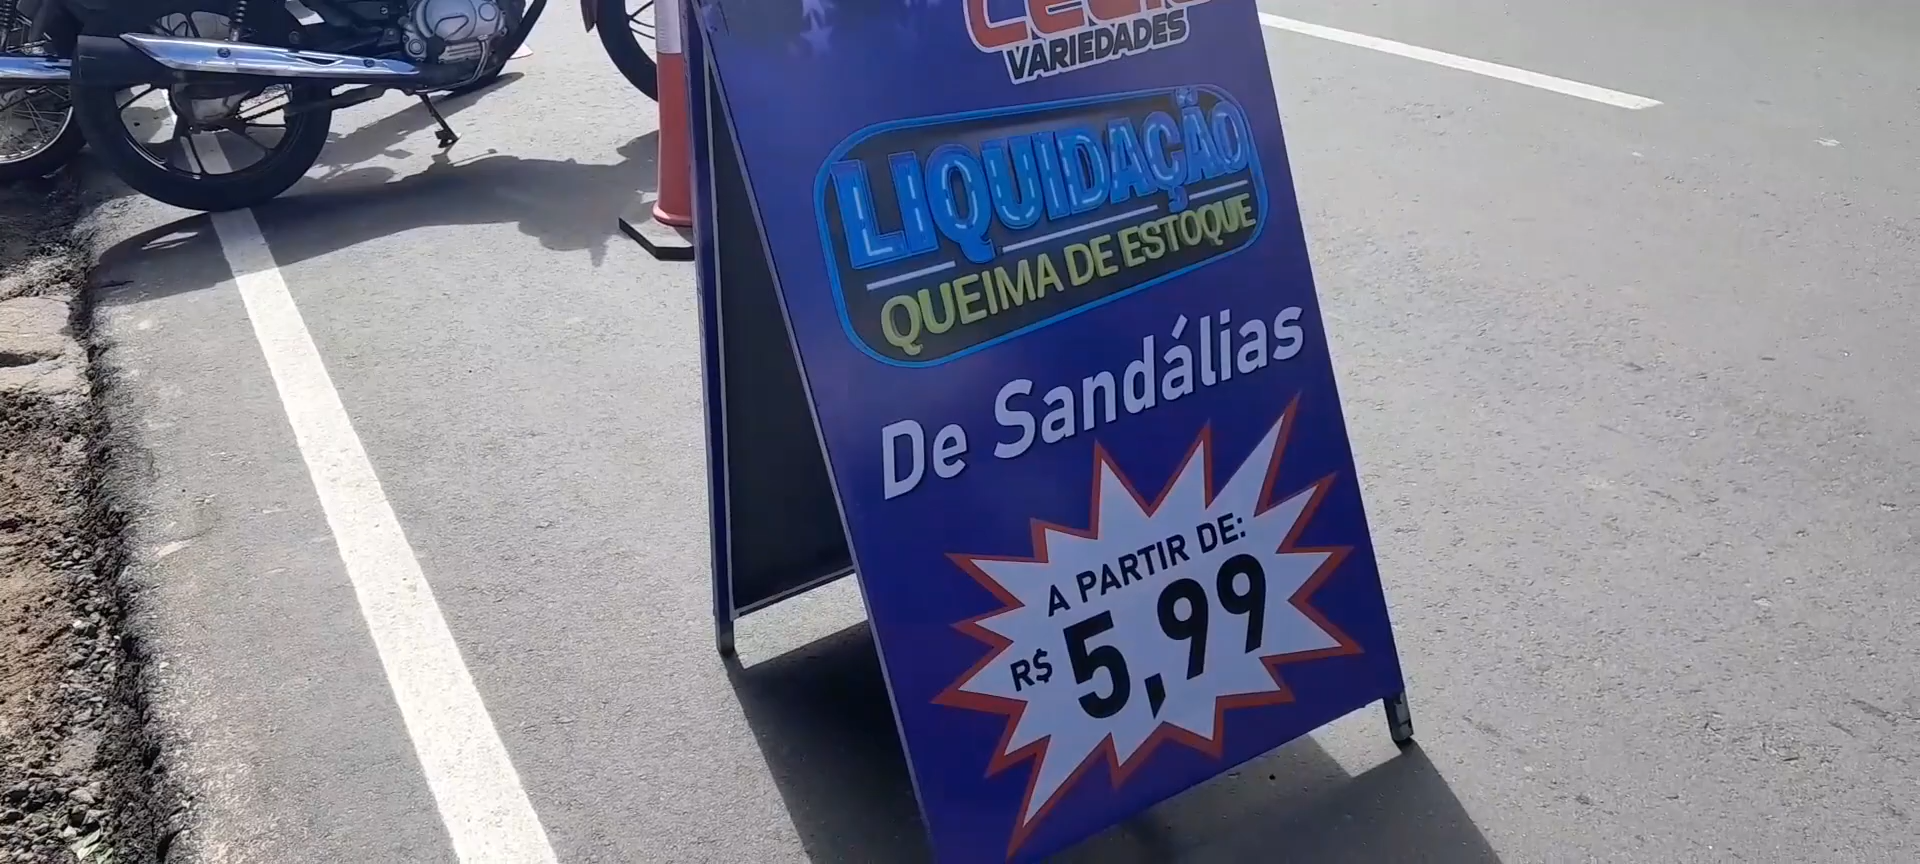 VARIEDADES
LIQUIDAÇÃO
QUEIMA DE ESTOQUE
De Sandálias
A PARTIR DE:
R$ 5,99